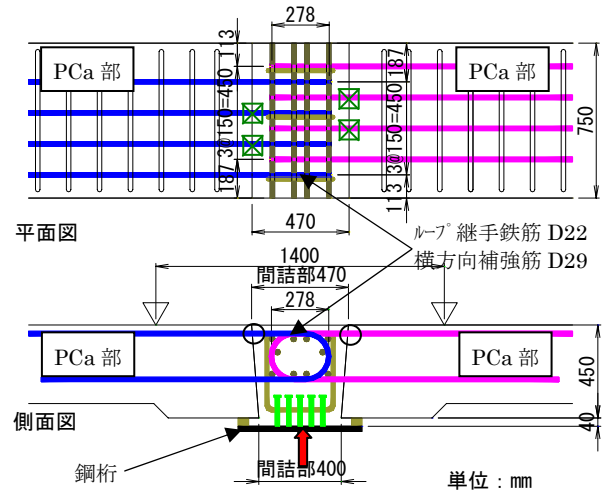 278
113
187
PCa 部
PCa 部
3@150=450
3@150=450
750
187
113
470
平面図
ループ 継手鉄筋 D22
横方向補強筋 D29
1400
間詰部470
278
PCa 部
PCa 部
450
側面図
40
鋼桁
間詰部400
単位：mm